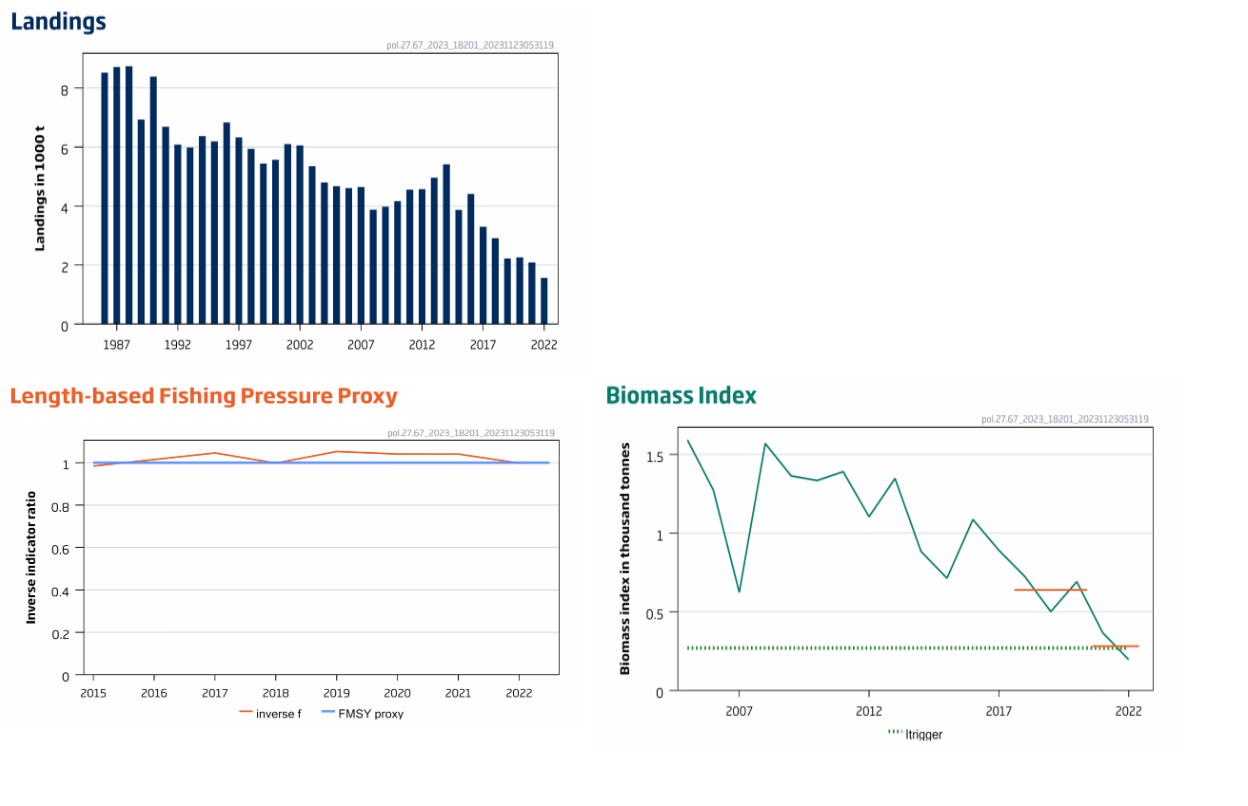 Landings
pol.27.67_2023_18201_20231123053119
Landings in 1000 t
8
6
4
2
0
1987 1992 1997 2002 2007 2012 2017 2022
Length-based Fishing Pressure Proxy
pol.27.67_2023_18201_20231123053119
Inverse indicator ratio
1
0.8
0.6
0.4
0.2
0
2015 2016 2017 2018 2019 2020 2021 2022
inverse f FMSY proxy
Biomass Index
pol.27.67_2023_18201_20231123053119
Biomass index in thousand tonnes
1.5
1
0.5
0
2007 2012 2017 2022
Itrigger